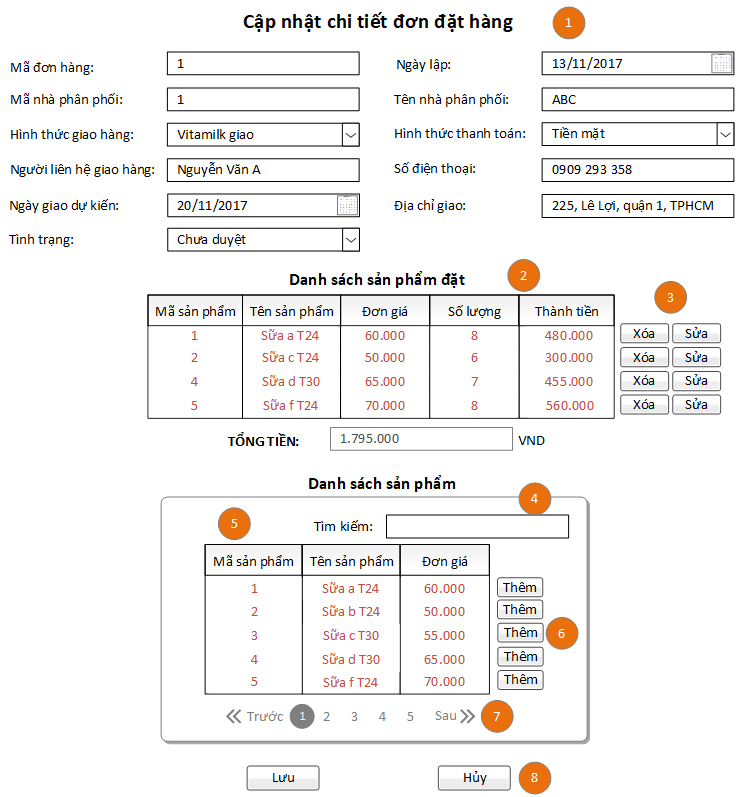 Cập nhật chi tiết đơn đặt hàng 1
Mã đơn hàng: 1 Ngày lập: 13/11/2017
Mã nhà phân phối: 1 Tên nhà phân phối: ABC
Hình thức giao hàng: Vitamilk giao Hình thức thanh toán: Tiền mặt
Người liên hệ giao hàng: Nguyễn Văn A Số điện thoại: 0909 293 358
Ngày giao dự kiến: 20/11/2017 Địa chỉ giao: 225, Lê Lợi, quận 1, TPHCM
Tình trạng: Chưa duyệt
Danh sách sản phẩm đặt 2
3
Mã sản phẩm Tên sản phẩm Đơn giá Số lượng Thành tiền
1 Sữa a T24 60.000 8 480.000 Xóa Sửa
2 Sữa c T24 50.000 6 300.000 Xóa Sửa
4 Sữa d T30 65.000 7 455.000 Xóa Sửa
5 Sữa f T24 70.000 8 560.000 Xóa Sửa
TỔNG TIỀN: 1.795.000 VND
Danh sách sản phẩm
4
5 Tìm kiếm:
Mã sản phẩm Tên sản phẩm Đơn giá
1 Sữa a T24 60.000 Thêm
2 Sữa b T24 50.000 Thêm
3 Sữa c T30 55.000 Thêm 6
4 Sữa d T30 65.000 Thêm
5 Sữa f T24 70.000 Thêm
Trước 1 2 3 4 5 Sau 7
Lưu Hủy 8